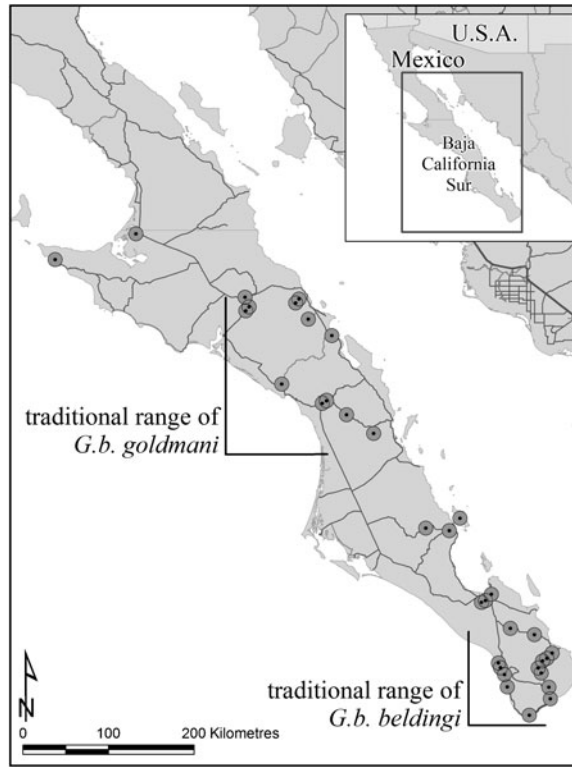 U.S.A.
Mexico
Baja
California
Sur
traditional range of
G.b. goldmani
traditional range of
G.b. beldingi
N
0 100 200 Kilometres